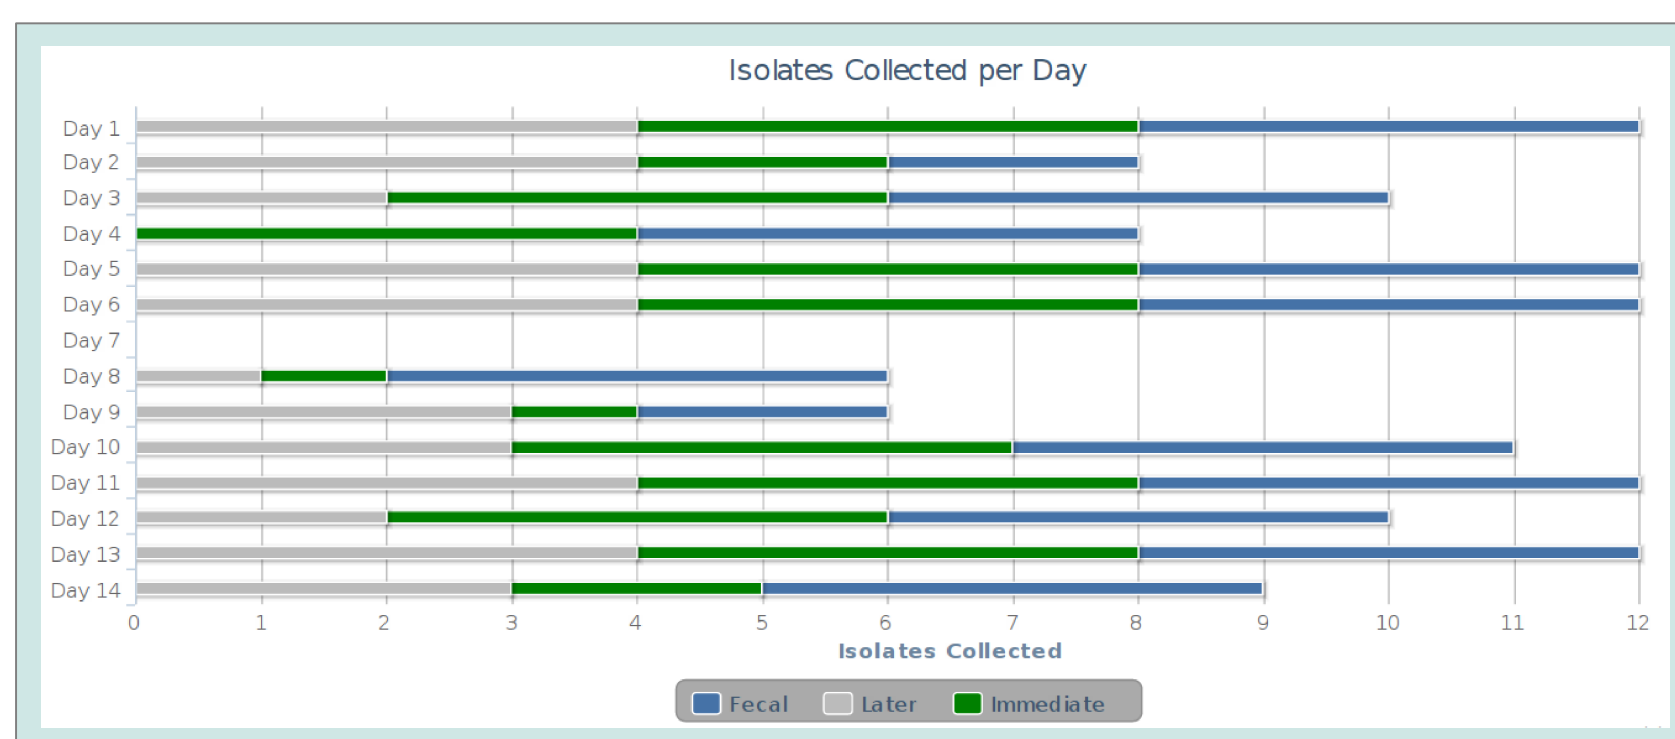 Isolates Collected per Day
Day 1
Day 2
Day 3
Day 4
Day 5
Day 6
Day 7
Day 8
Day 9
Day 10
Day 11
Day 12
Day 13
Day 14
0 1 2 3 4 5 6 7 8 9 10 11 12
Isolates Collected
Fecal Later Immediate